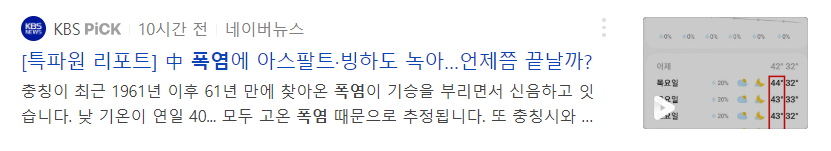 KBS NEWS KBS PiCK 10시간 전 네이버뉴스
[특파원 리포트] 中 폭염에 아스팔트·빙하도 녹아...언제쯤 끝날까?
충칭이 최근 1961년 이후 61년 만에 찾아온 폭염이 기승을 부리면서 신음하고 잇
습니다. 낮 기온이 연일 40... 모두 고온 폭염 때문으로 추정됩니다. 또 충칭시와 ...
0% 0% 0% 0% 0%
어제 42° 32°
목요일 20% 44° 32°
요일 20% 43° 33°
요일 20% 43° 32°